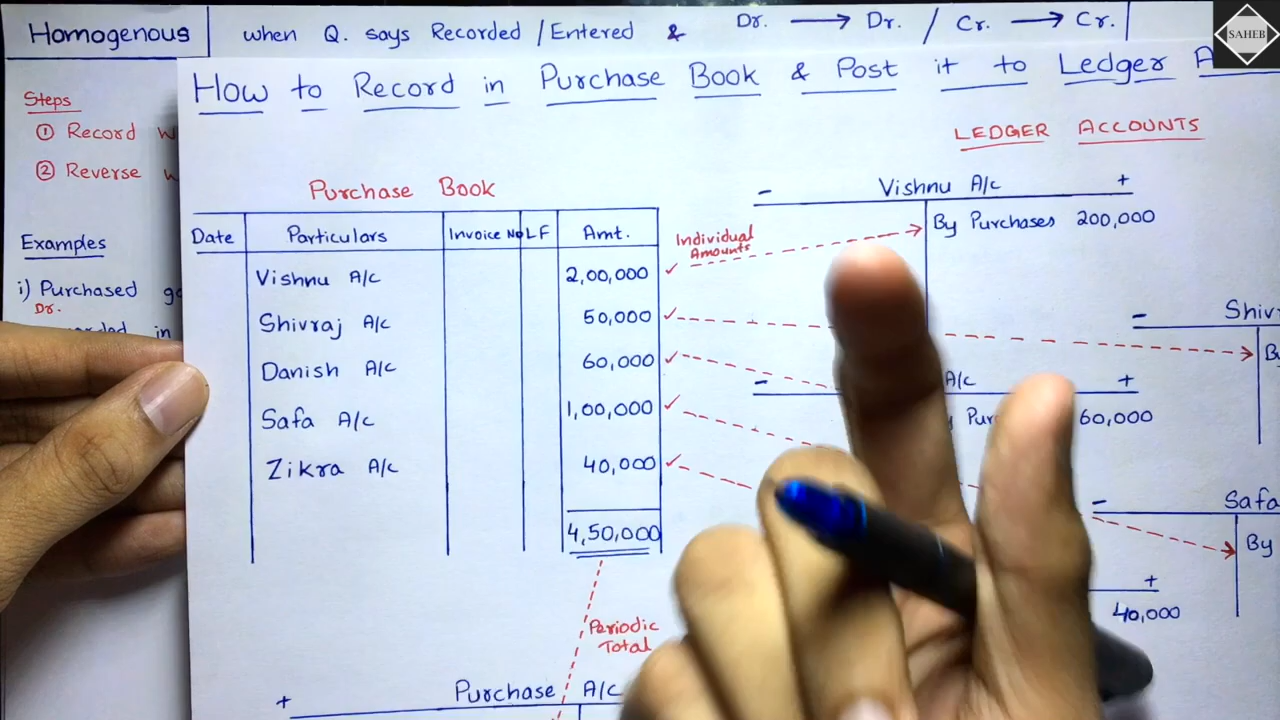 Homogenous when Q. says Recorded / Entered & Dr. → Dr. / Cr. → Cr.
SAHEB
How to Record in Purchase Book & Post it to Ledger
Steps
① Record
② Reverse
Examples
i) Purchased
Dr.
in
LEDGER ACCOUNTS
Purchase Book
Date Particulars Invoice No LF Amt.
Vishnu A/c 2,00,000
Shivraj A/c 50,000
Danish A/c 60,000
Safa A/c 1,00,000
Zikra A/c 40,000
4,50,000
Individual
Amounts
Periodic
Total
+ Purchase A/c
- Vishnu A/c +
By Purchases 200,000
- Shiv
- A/c +
60,000
- Safa
By
+
40,000